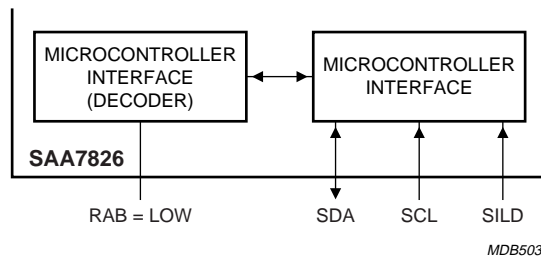 MICROCONTROLLER
INTERFACE
(DECODER)
MICROCONTROLLER
INTERFACE
SAA7826
RAB = LOW
SDA
SCL
SILD
MDB503